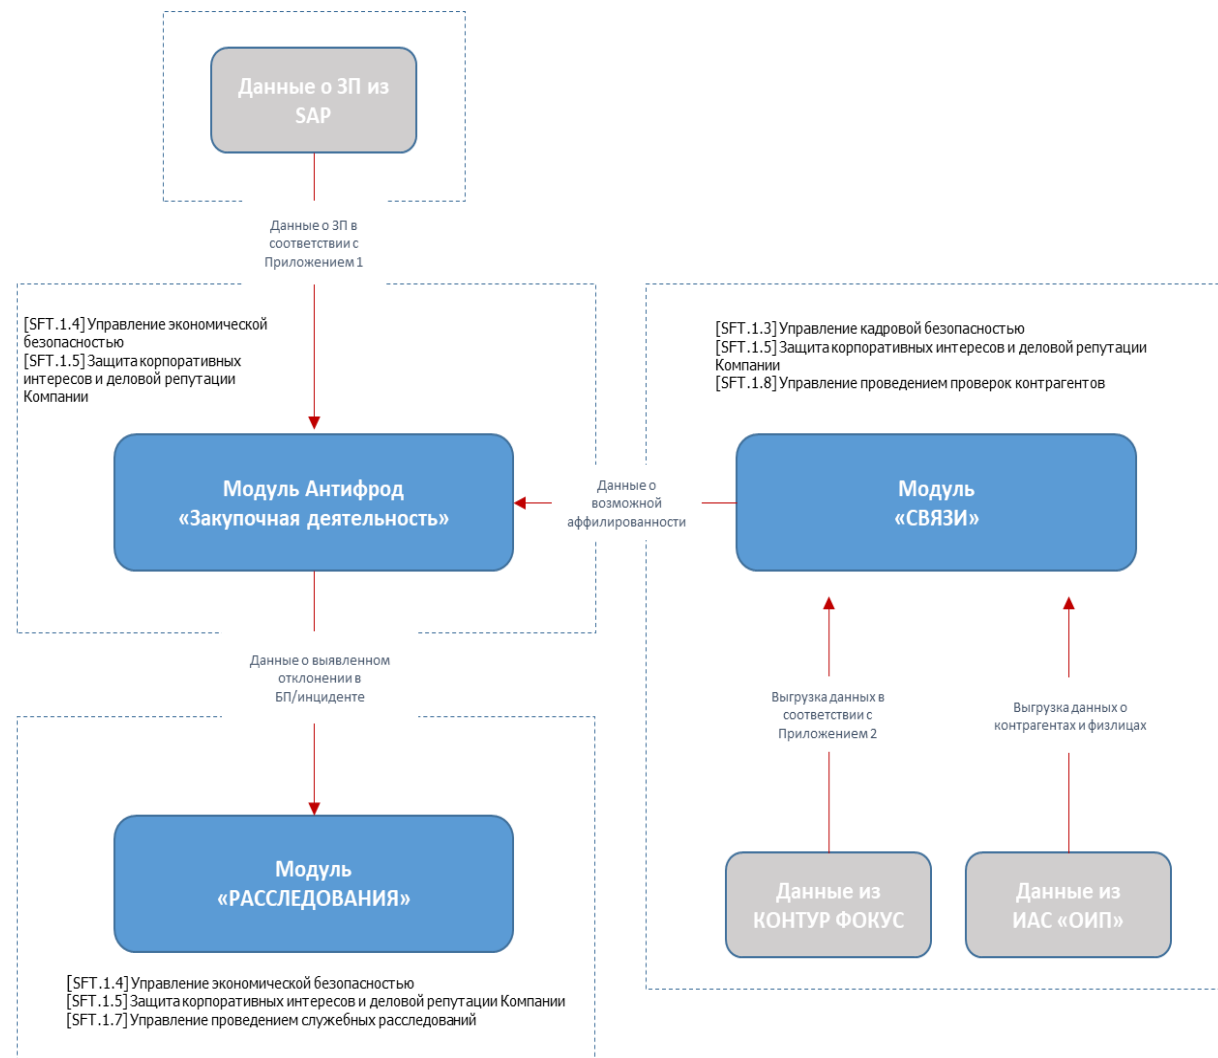 Данные о ЗП из
SAP
Данные о ЗП в
соответствии с
Приложением 1
[SFT.1.4] Управление экономической
безопасностью
[SFT.1.5] Защита корпоративных
интересов и деловой репутации
Компании
Модуль Антифрод
«Закупочная деятельность»
Данные о
возможной
аффилированности
[SFT.1.3] Управление кадровой безопасностью
[SFT.1.5] Защита корпоративных интересов и деловой репутации
Компании
[SFT.1.8] Управление проведением проверок контрагентов
Модуль
«СВЯЗИ»
Данные о выявленном
отклонении в
БП/инциденте
Выгрузка данных в
соответствии с
Приложением 2
Выгрузка данных о
контрагентах и физлицах
Модуль
«РАССЛЕДОВАНИЯ»
Данные из
КОНТУР ФОКУС
Данные из
ИАС «ОИП»
[SFT.1.4] Управление экономической безопасностью
[SFT.1.5] Защита корпоративных интересов и деловой репутации Компании
[SFT.1.7] Управление проведением служебных расследований